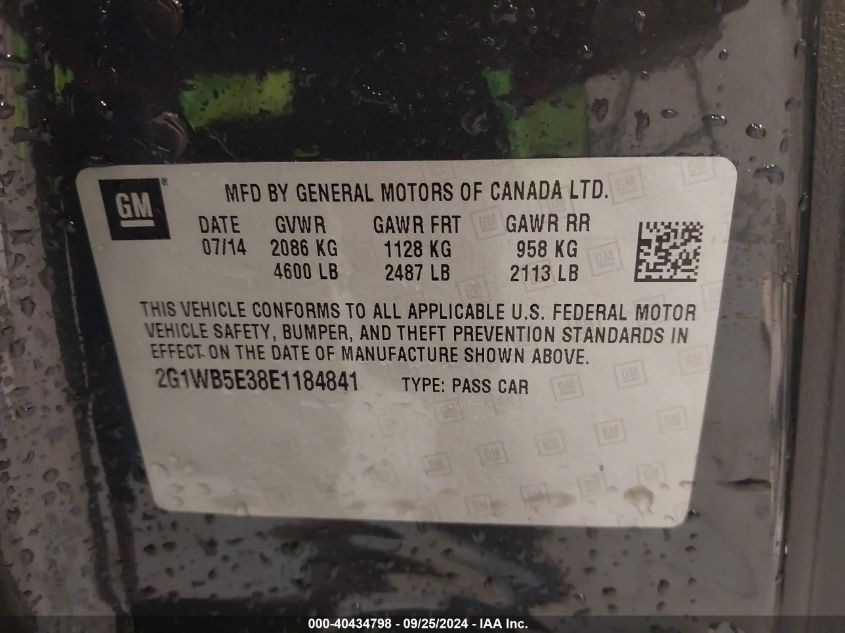 GM
MFD BY GENERAL MOTORS OF CANADA LTD.
DATE GVWR GAWR FRT GAWR RR
07/14 2086 KG 1128 KG 958 KG
4600 LB 2487 LB 2113 LB
THIS VEHICLE CONFORMS TO ALL APPLICABLE U.S. FEDERAL MOTOR
VEHICLE SAFETY, BUMPER, AND THEFT PREVENTION STANDARDS IN
EFFECT ON THE DATE OF MANUFACTURE SHOWN ABOVE.
2G1WB5E38E1184841 TYPE: PASS CAR
000-40434798 - 09/25/2024 - IAA Inc.